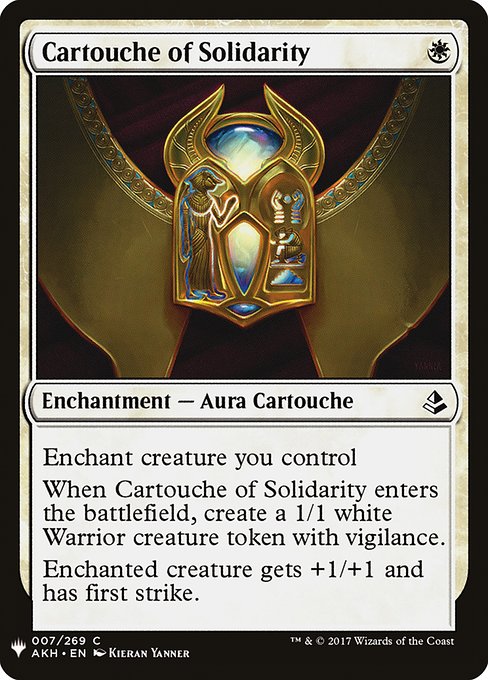 Cartouche of Solidarity
YANNER
Enchantment — Aura Cartouche
Enchant creature you control
When Cartouche of Solidarity enters
the battlefield, create a 1/1 white
Warrior creature token with vigilance.
Enchanted creature gets +1/+1 and
has first strike.
007/269 C
™ & © 2017 Wizards of the Coast
AKH • EN Kieran Yanner